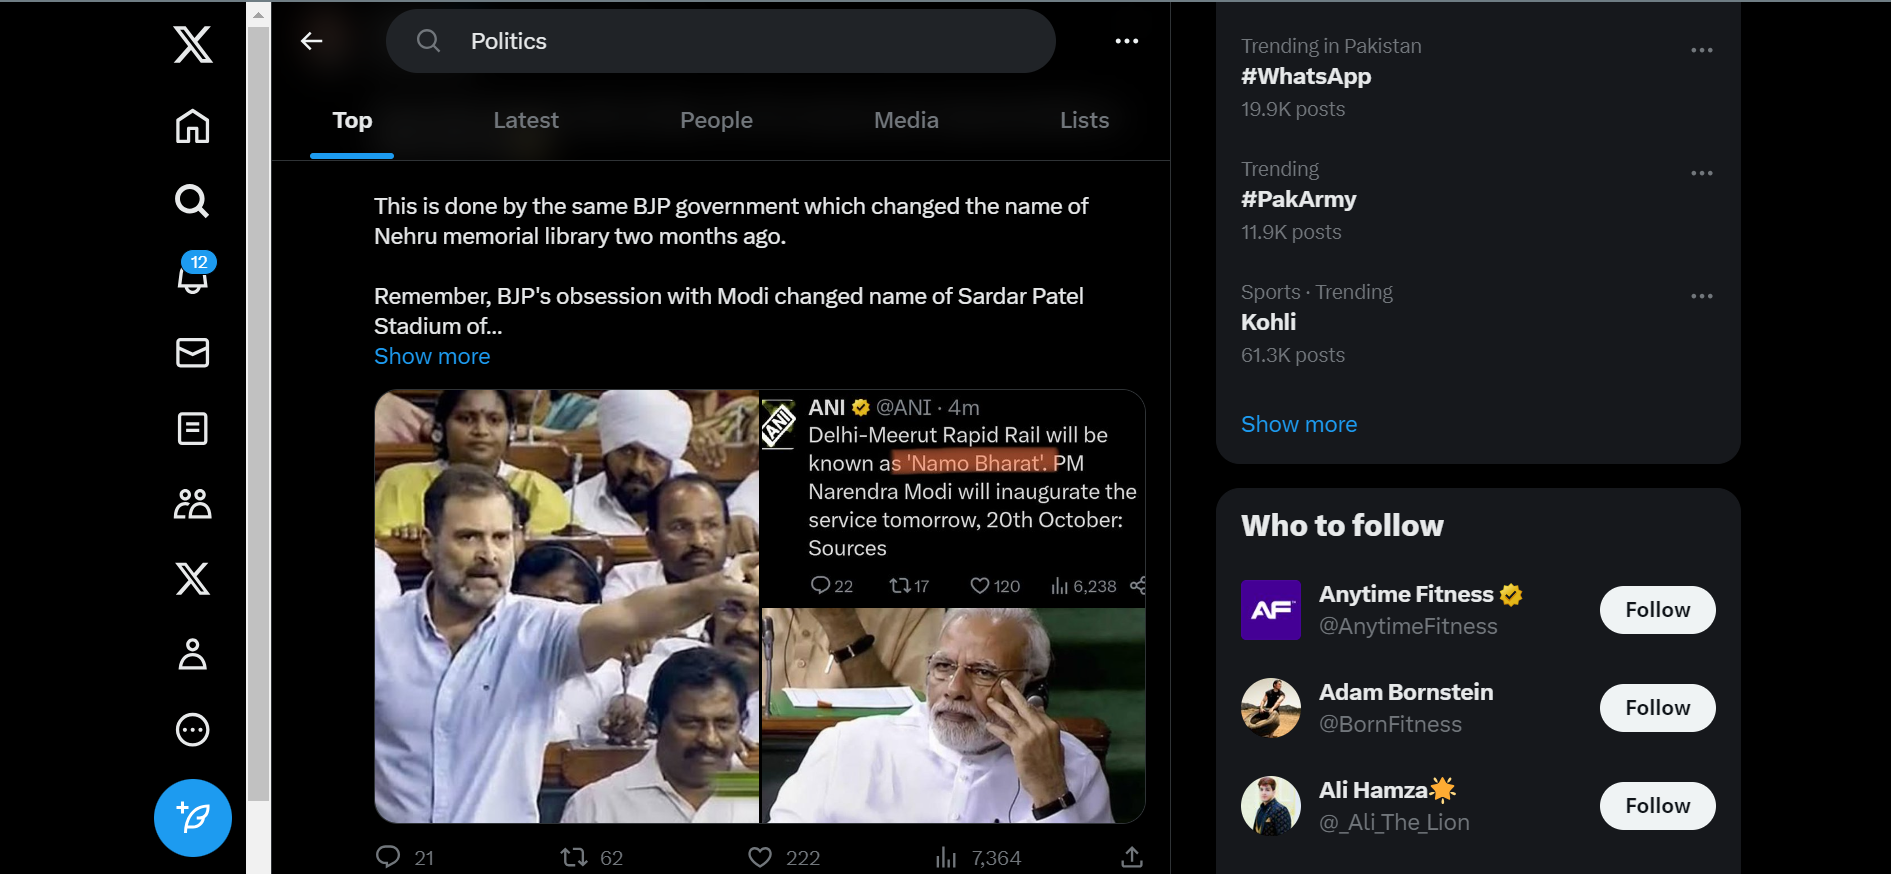 Politics
Top
Latest
People
Media
Lists
12
This is done by the same BJP government which changed the name of
Nehru memorial library two months ago.
Remember, BJP's obsession with Modi changed name of Sardar Patel
Stadium of...
Show more
ANI @ANI · 4m
Delhi-Meerut Rapid Rail will be
known as 'Namo Bharat'. PM
Narendra Modi will inaugurate the
service tomorrow, 20th October:
Sources
22
17
120
6,238
ANI
21
62
222
7,364
Trending in Pakistan
#WhatsApp
19.9K posts
Trending
#PakArmy
11.9K posts
Sports · Trending
Kohli
61.3K posts
Show more
Who to follow
AF
Anytime Fitness
@AnytimeFitness
Follow
Adam Bornstein
@BornFitness
Follow
Ali Hamza🌟
@_Ali_The_Lion
Follow